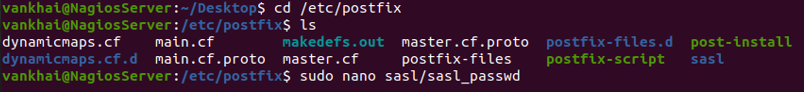 vankhai@NagiosServer:~/Desktop$ cd /etc/postfix
vankhai@NagiosServer:/etc/postfix$ ls
dynamicmaps.cf    main.cf         makedefs.out  master.cf.proto  postfix-files.d  post-install
dynamicmaps.cf.d  main.cf.proto  master.cf     postfix-files    postfix-script   sasl
vankhai@NagiosServer:/etc/postfix$ sudo nano sasl/sasl_passwd